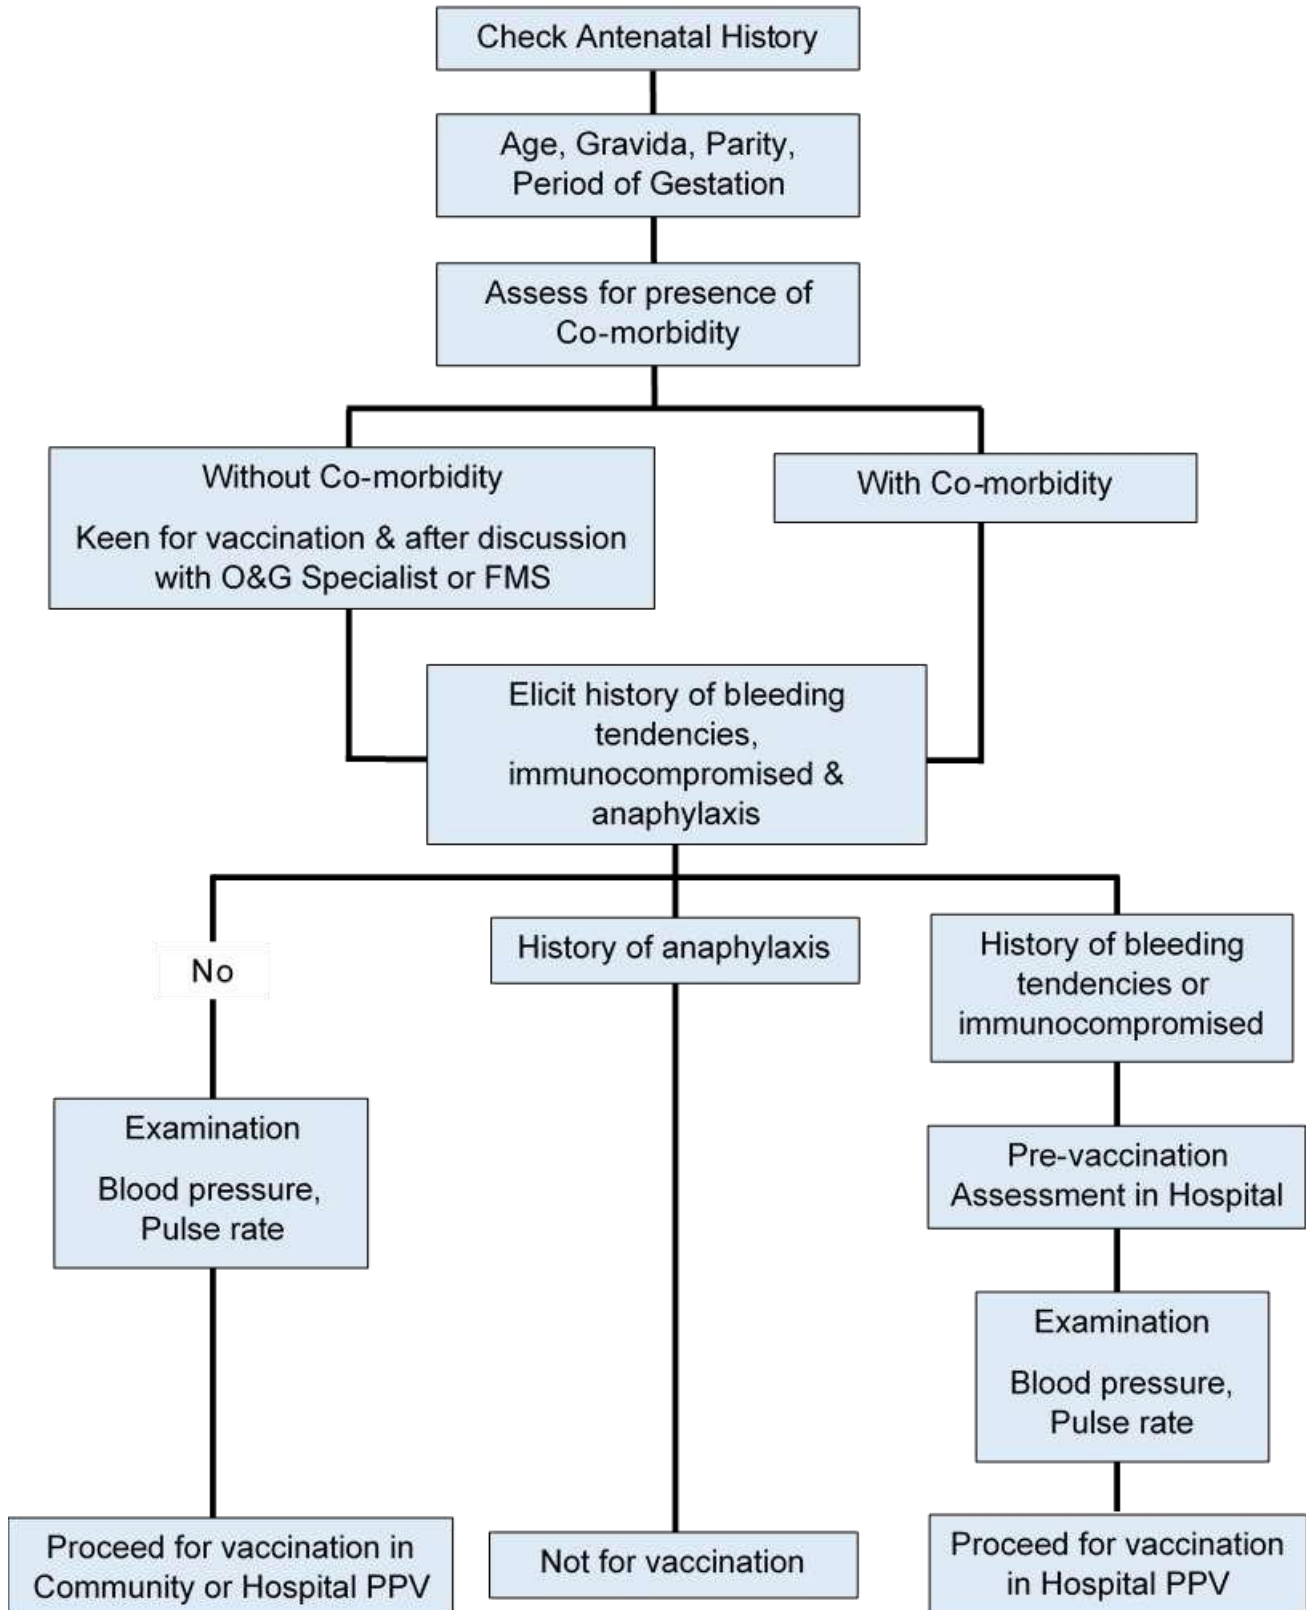 Check Antenatal History
Age, Gravida, Parity,
Period of Gestation
Assess for presence of
Co-morbidity
Without Co-morbidity
Keen for vaccination & after discussion
with O&G Specialist or FMS
With Co-morbidity
Elicit history of bleeding
tendencies,
immunocompromised &
anaphylaxis
No
History of anaphylaxis
History of bleeding
tendencies or
immunocompromised
Examination
Blood pressure,
Pulse rate
Pre-vaccination
Assessment in Hospital
Examination
Blood pressure,
Pulse rate
Proceed for vaccination in
Community or Hospital PPV
Not for vaccination
Proceed for vaccination
in Hospital PPV